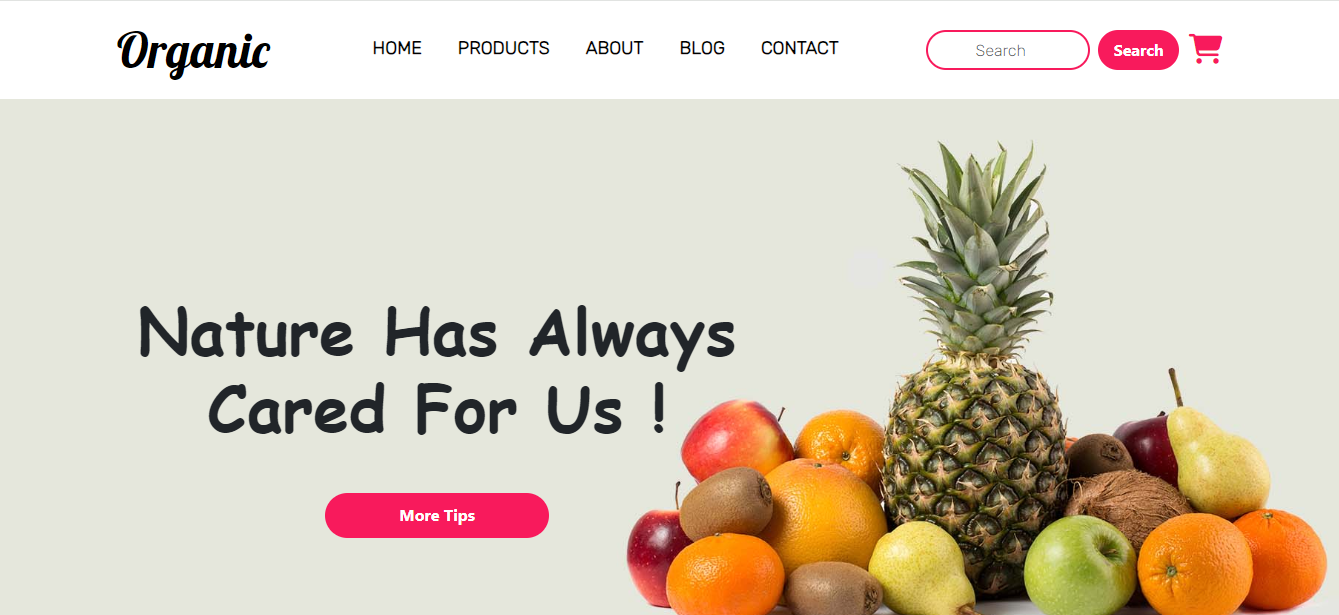 Organic
HOME PRODUCTS ABOUT BLOG CONTACT
Search
Search
Nature Has Always
Cared For Us !
More Tips